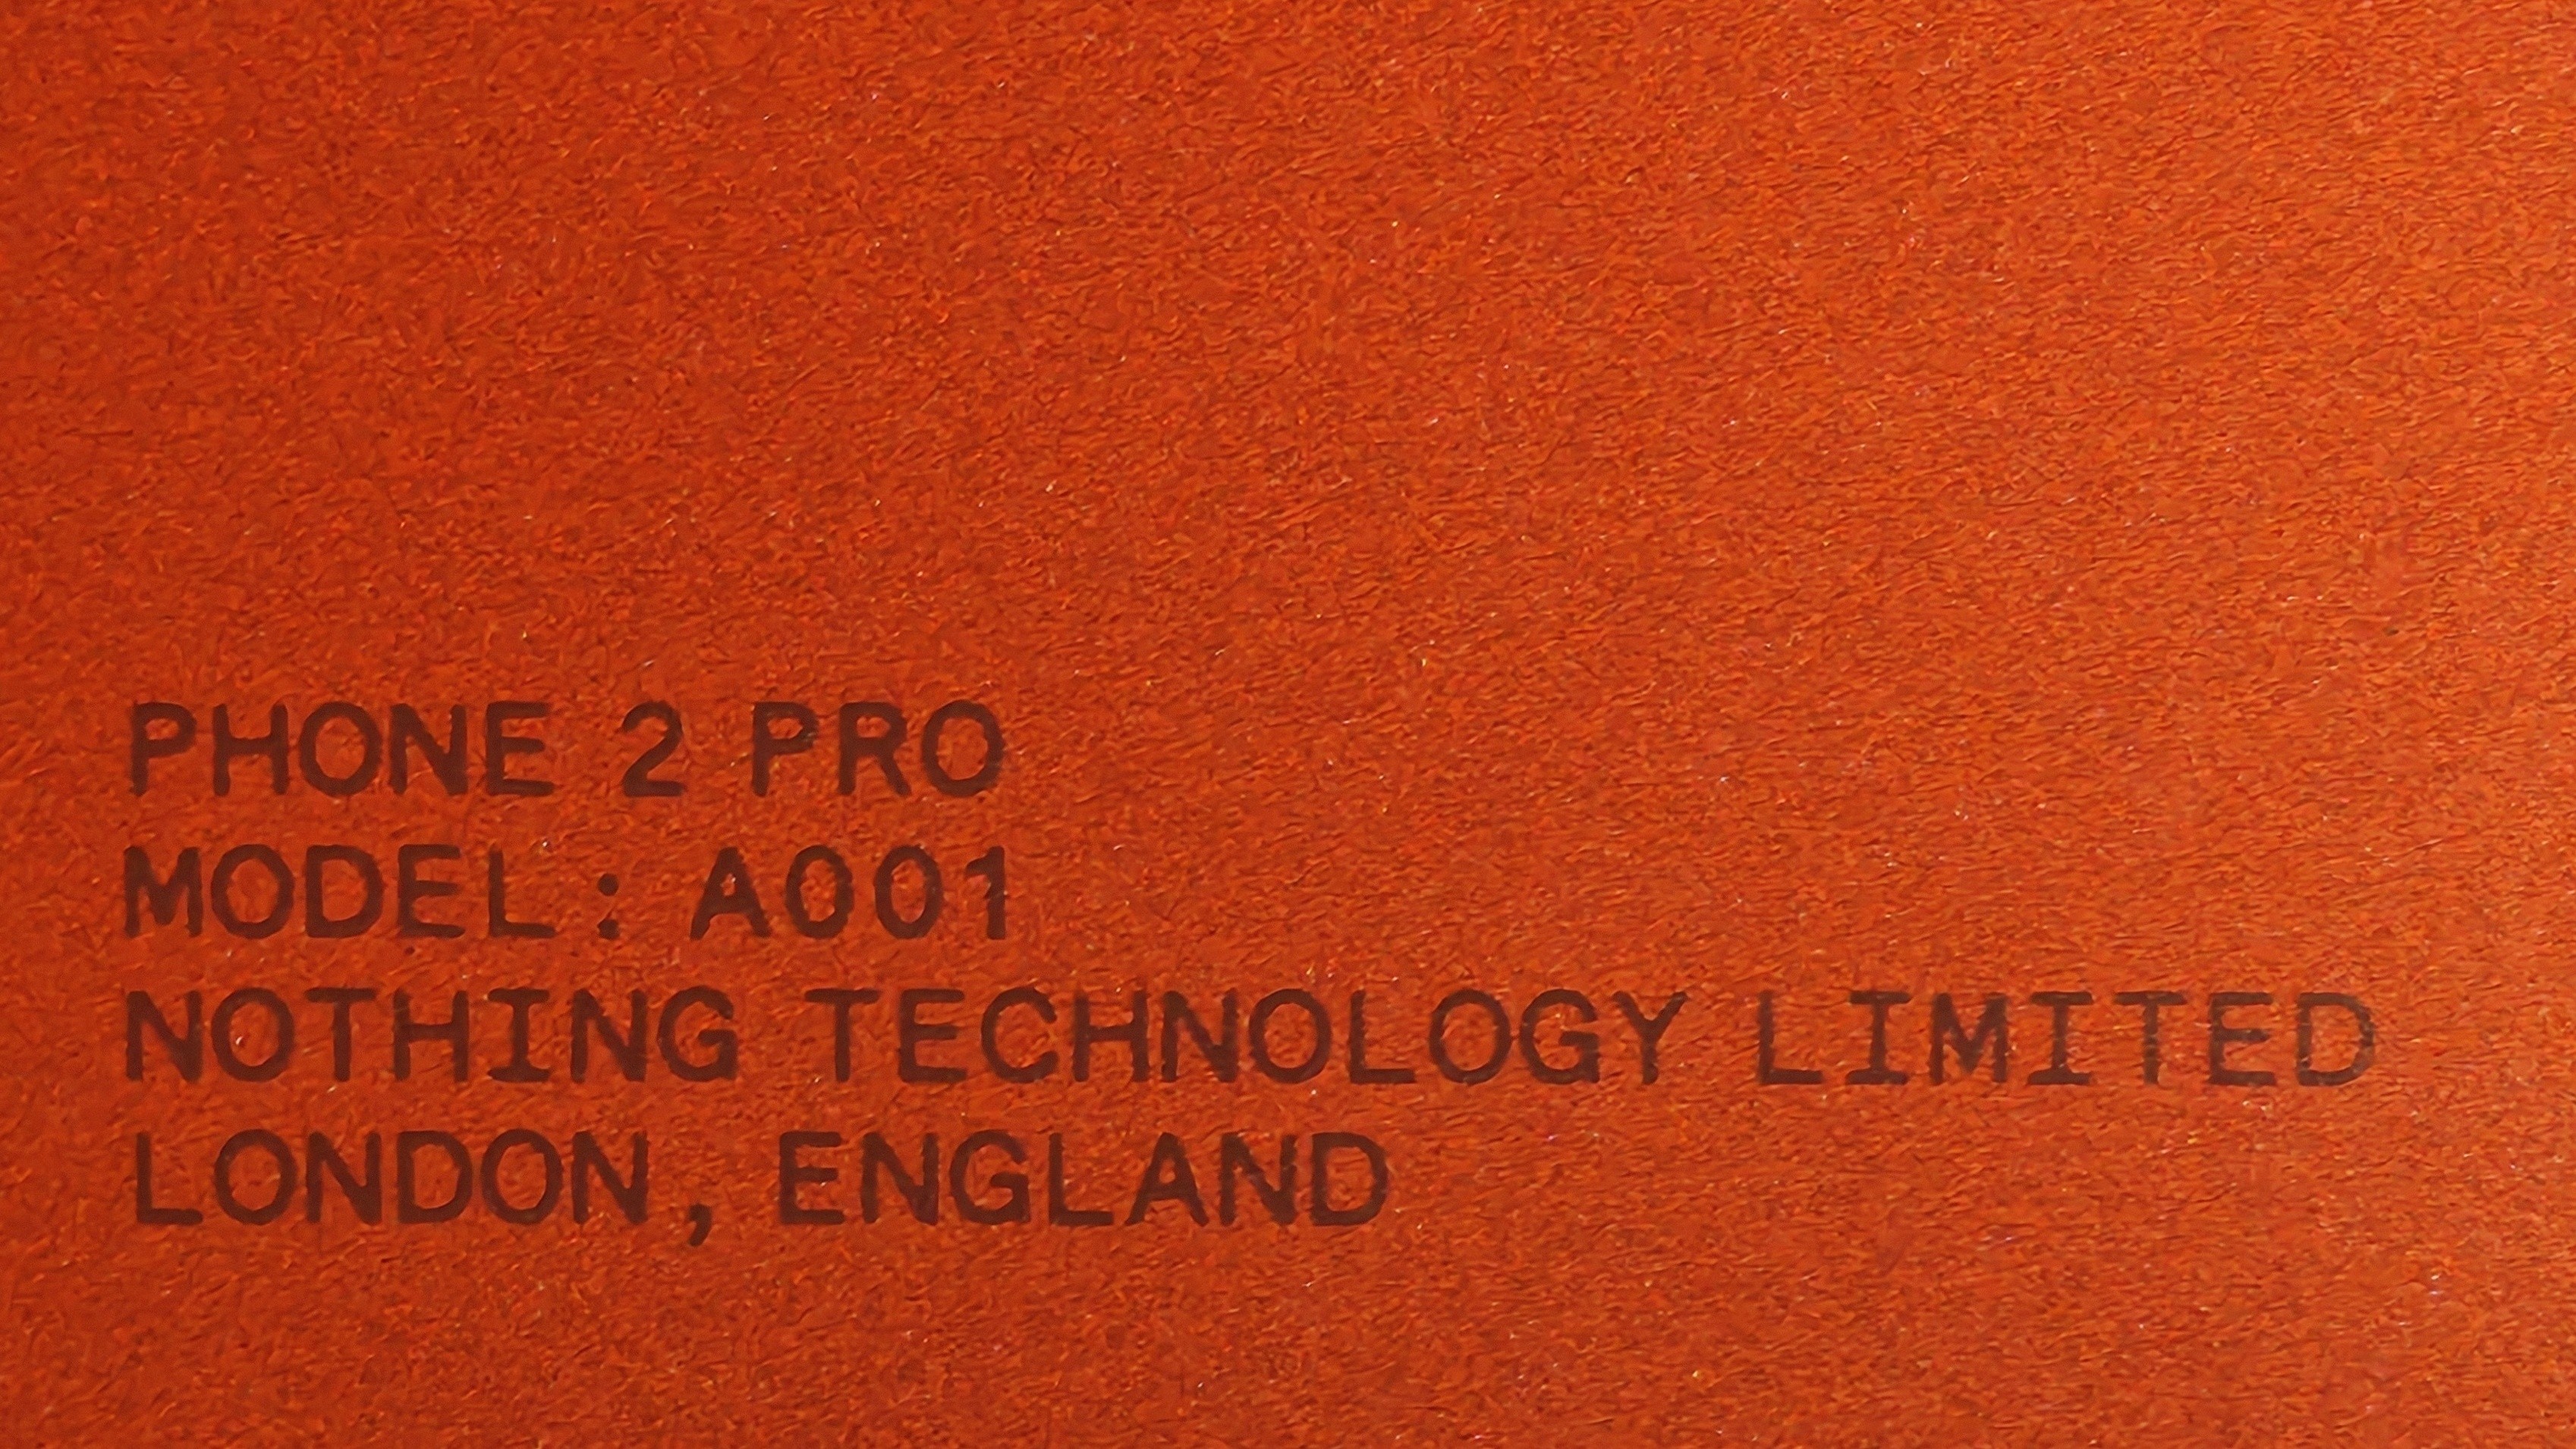 PHONE 2 PRO
MODEL: A001
NOTHING TECHNOLOGY LIMITED
LONDON, ENGLAND